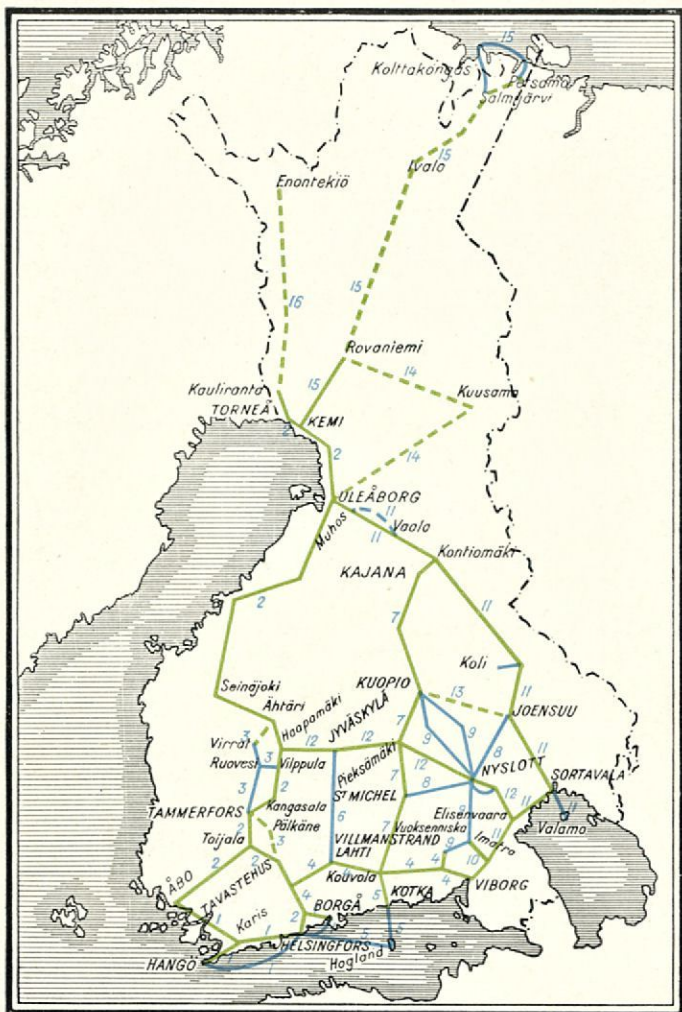 15
Kolttaköngäs
Petsamo
Salmijärvi
15
Ivalo
Enontekiö
16
15
Rovaniemi
15
14
Kauliranta
Kuusamo
TORNEÅ
KEMI
2
2
14
ULEÅBORG
11
Muhos
Vaala
11
Kontiomäki
KAJANA
2
7
11
Koli
Seinäjoki
KUOPIO
13
11
Ähtäri
JOENSUU
Haapamäki
JYVÄSKYLÄ
7
9
9
8
3
Virrat
12
12
11
Ruovesi
3
Vilppula
Pieksämäki
NYSLOTT
3
2
7
8
12
SORTAVALA
ST MICHEL
9
11
TAMMERFORS
Kangasala
6
Elisenvaara
11
Pälkäne
Vuoksenniska
Valamo
2
3
VILLMANSTRAND
Imatra
Toijala
LAHTI
7
9
2
2
4
4
10
Kouvola
ÅBO
4
6
KOTKA
4
VIBORG
TAVASTEHUS
BORGÅ
5
1
Karis
2
1
HELSINGFORS
5
5
Hogland
HANGÖ
1